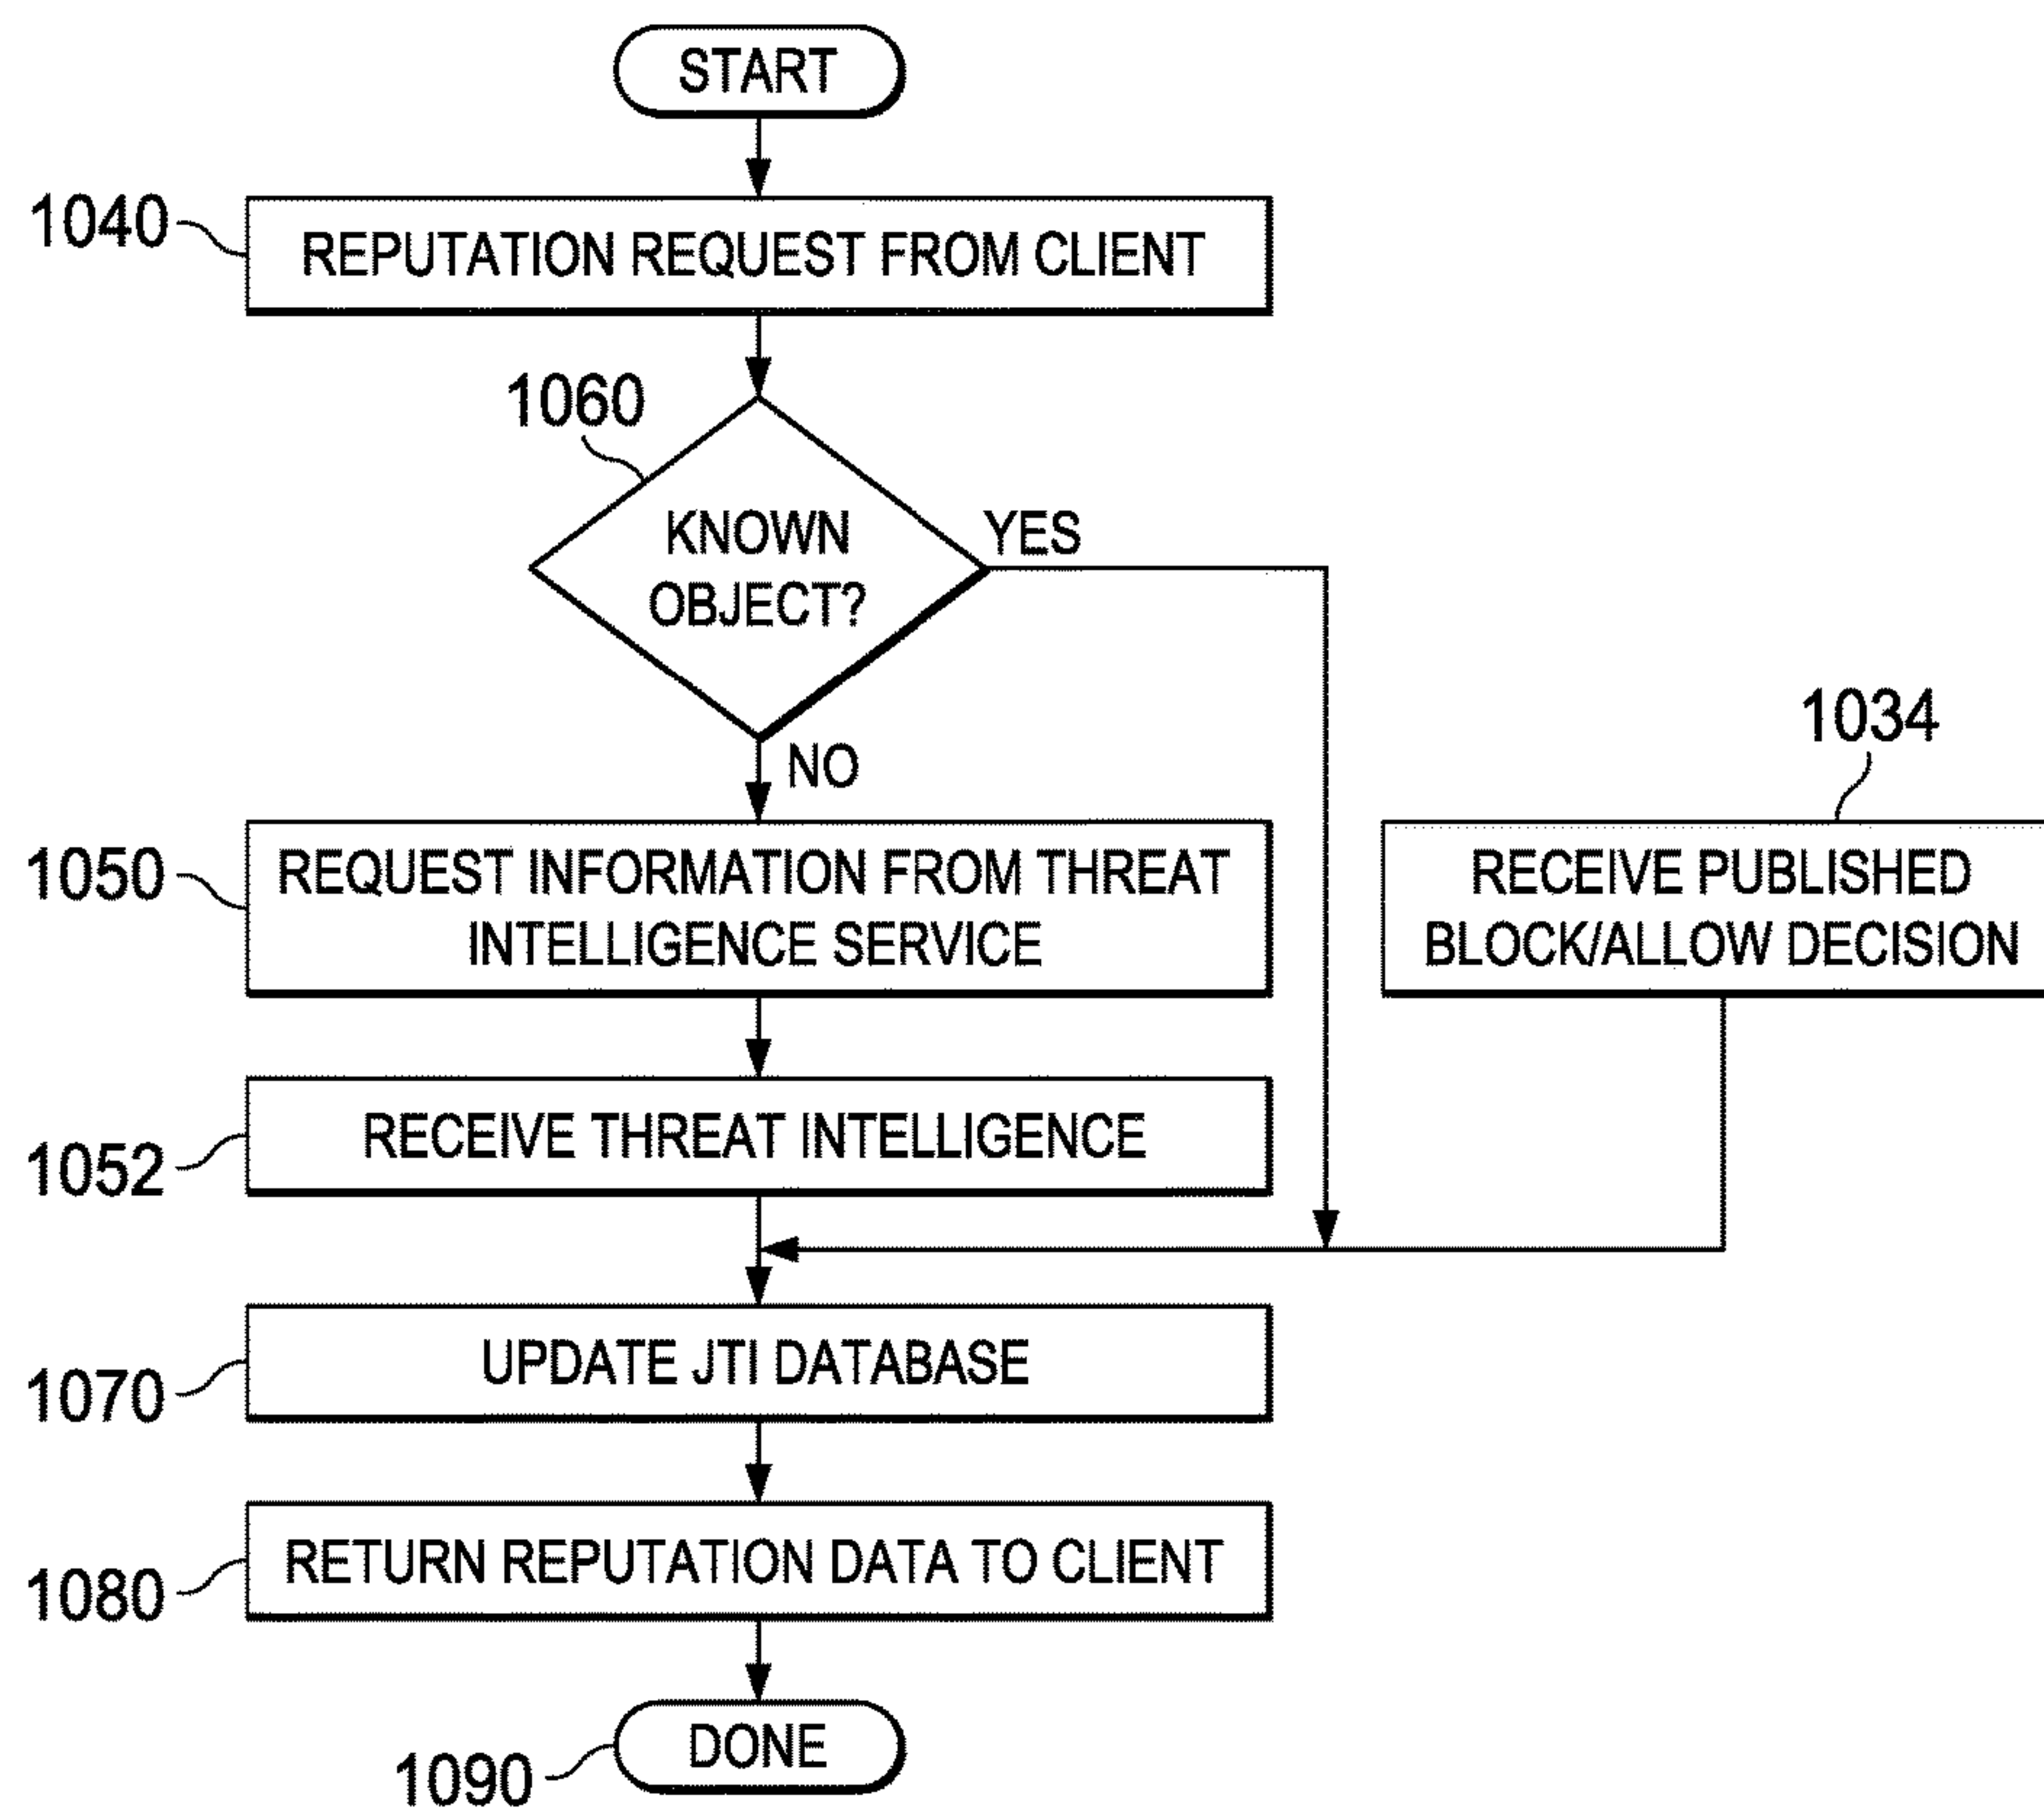 START
1040
REPUTATION REQUEST FROM CLIENT
1060
KNOWN
OBJECT?
YES
NO
1034
1050
REQUEST INFORMATION FROM THREAT
INTELLIGENCE SERVICE
RECEIVE PUBLISHED
BLOCK/ALLOW DECISION
1052
RECEIVE THREAT INTELLIGENCE
1070
UPDATE JTI DATABASE
1080
RETURN REPUTATION DATA TO CLIENT
1090
DONE